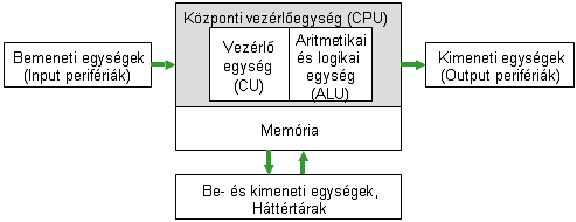 Központi vezérlőegység (CPU)
Bemeneti egységek
(Input perifériák)
Vezérlő
egység
(CU)
Aritmetikai
és logikai
egység
(ALU)
Kimeneti egységek
(Output perifériák)
Memória
Be- és kimeneti egységek,
Háttértárak